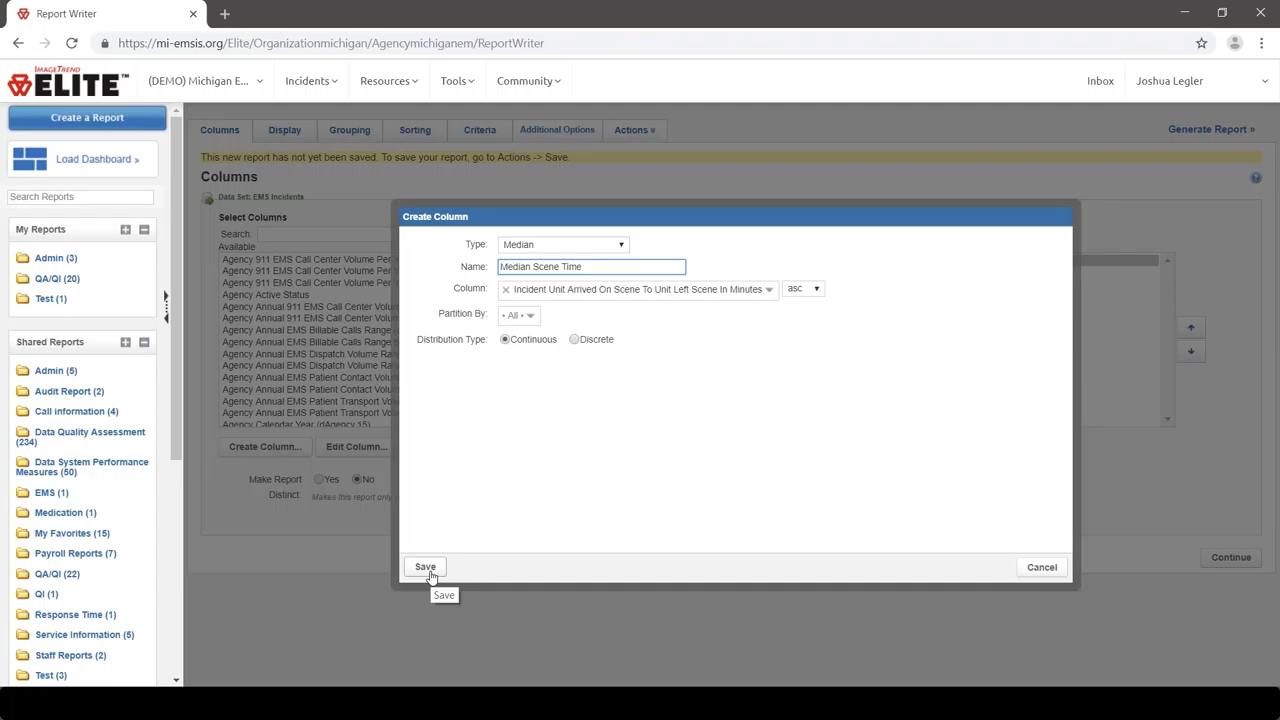 Report Writer
https://mi-emsis.org/Elite/Organizationmichigan/Agencymichiganem/ReportWriter
IMAGETREND
ELITE™
(DEMO) Michigan E...
Incidents
Resources
Tools
Community
Inbox
Joshua Legler
Create a Report
Load Dashboard »
Search Reports
My Reports
Admin (3)
QA/QI (20)
Test (1)
Shared Reports
Admin (5)
Audit Report (2)
Call information (4)
Data Quality Assessment
(234)
Data System Performance
Measures (50)
EMS (1)
Medication (1)
My Favorites (15)
Payroll Reports (7)
QA/QI (22)
QI (1)
Response Time (1)
Service Information (5)
Staff Reports (2)
Test (3)
Columns
Display
Grouping
Sorting
Criteria
Additional Options
Actions
Generate Report »
This new report has not yet been saved. To save your report, go to Actions -> Save.
Columns
Data Set: EMS Incidents
Select Columns
Search:
Available
Agency 911 EMS Call Center Volume Per
Agency 911 EMS Call Center Volume Per
Agency 911 EMS Call Center Volume Per
Agency Active Status
Agency Annual 911 EMS Call Center
Agency Annual 911 EMS Call Center
Agency Annual EMS Billable Calls Range (
Agency Annual EMS Billable Calls Range (
Agency Annual EMS Dispatch Volume Ra
Agency Annual EMS Dispatch Volume Ra
Agency Annual EMS Patient Contact Volu
Agency Annual EMS Patient Contact Volu
Agency Annual EMS Patient Transport Vo
Agency Annual EMS Patient Transport Vo
Agency Calendar Year (dAgency.15)
Create Column...
Edit Column...
Make Report
Distinct:
Yes
No
Makes this report only
Continue
Create Column
Type:
Median
Name:
Median Scene Time
Column:
Incident Unit Arrived On Scene To Unit Left Scene In Minutes
asc
Partition By:
• All •
Distribution Type:
Continuous
Discrete
Save
Cancel
Save